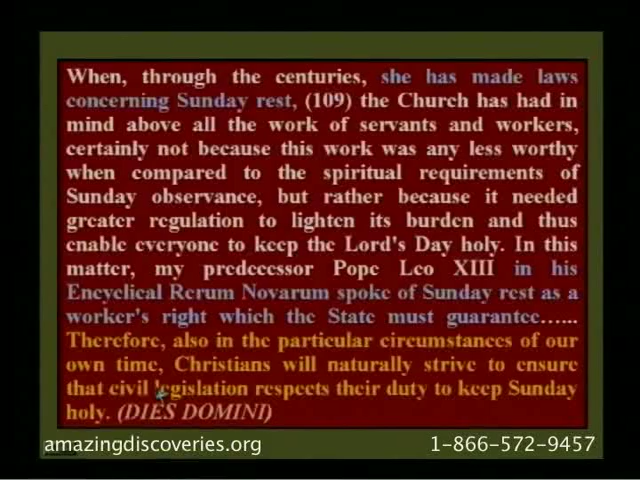 When, through the centuries, she has made laws
concerning Sunday rest, (109) the Church has had in
mind above all the work of servants and workers,
certainly not because this work was any less worthy
when compared to the spiritual requirements of
Sunday observance, but rather because it needed
greater regulation to lighten its burden and thus
enable everyone to keep the Lord's Day holy. In this
matter, my predecessor Pope Leo XIII in his
Encyclical Rerum Novarum spoke of Sunday rest as a
worker's right which the State must guarantee......
Therefore, also in the particular circumstances of our
own time, Christians will naturally strive to ensure
that civil legislation respects their duty to keep Sunday
holy. (DIES DOMINI)
amazingdiscoveries.org 1-866-572-9457